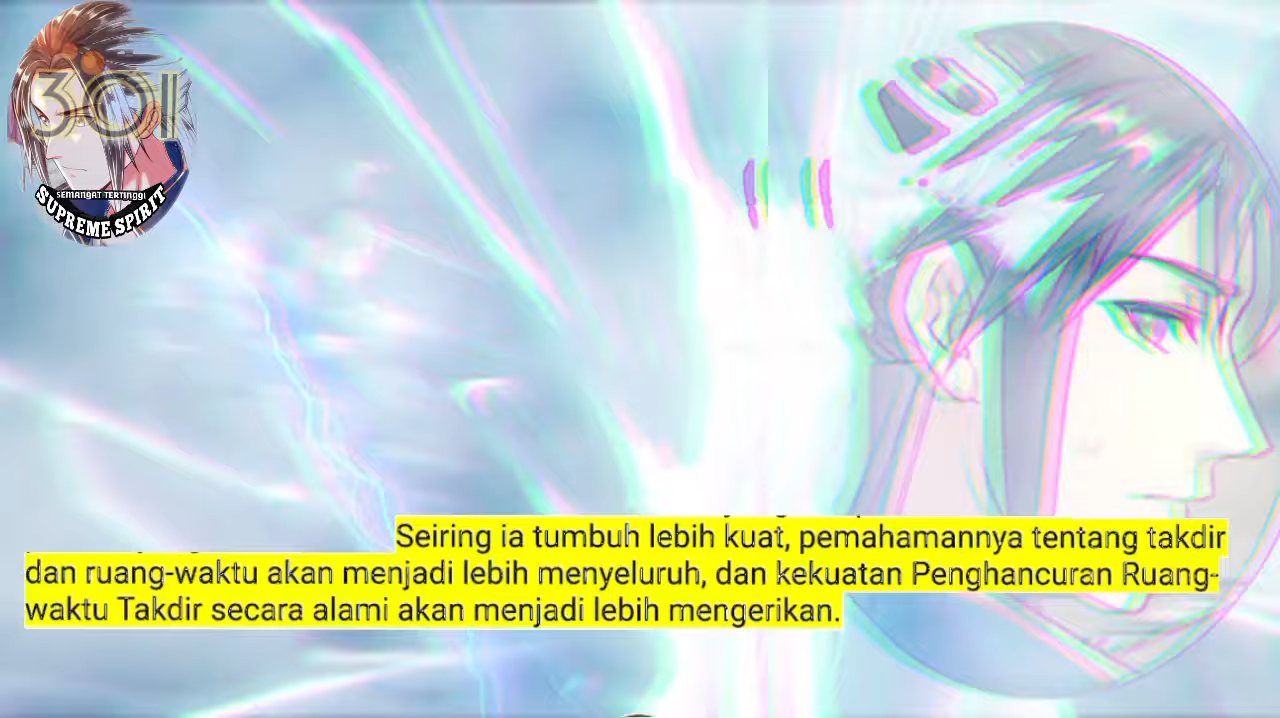 301
SEMANGAT TERTINGGI
SUPREME SPIRIT
Seiring ia tumbuh lebih kuat, pemahamannya tentang takdir
dan ruang-waktu akan menjadi lebih menyeluruh, dan kekuatan Penghancuran Ruang-
waktu Takdir secara alami akan menjadi lebih mengerikan.